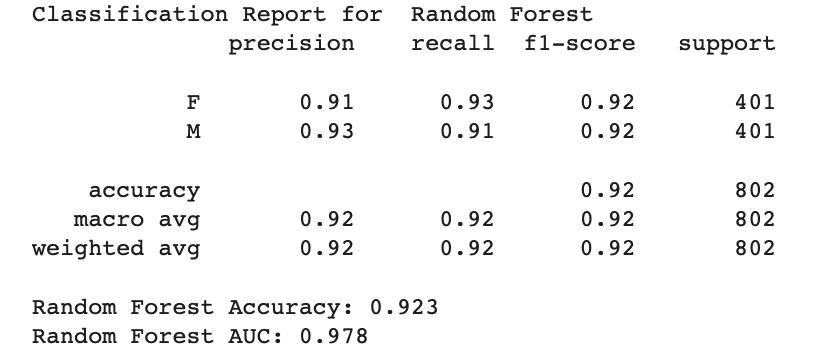 Classification Report for  Random Forest
precision recall f1-score support
F 0.91 0.93 0.92 401
M 0.93 0.91 0.92 401
accuracy 0.92 802
macro avg 0.92 0.92 0.92 802
weighted avg 0.92 0.92 0.92 802
Random Forest Accuracy: 0.923
Random Forest AUC: 0.978